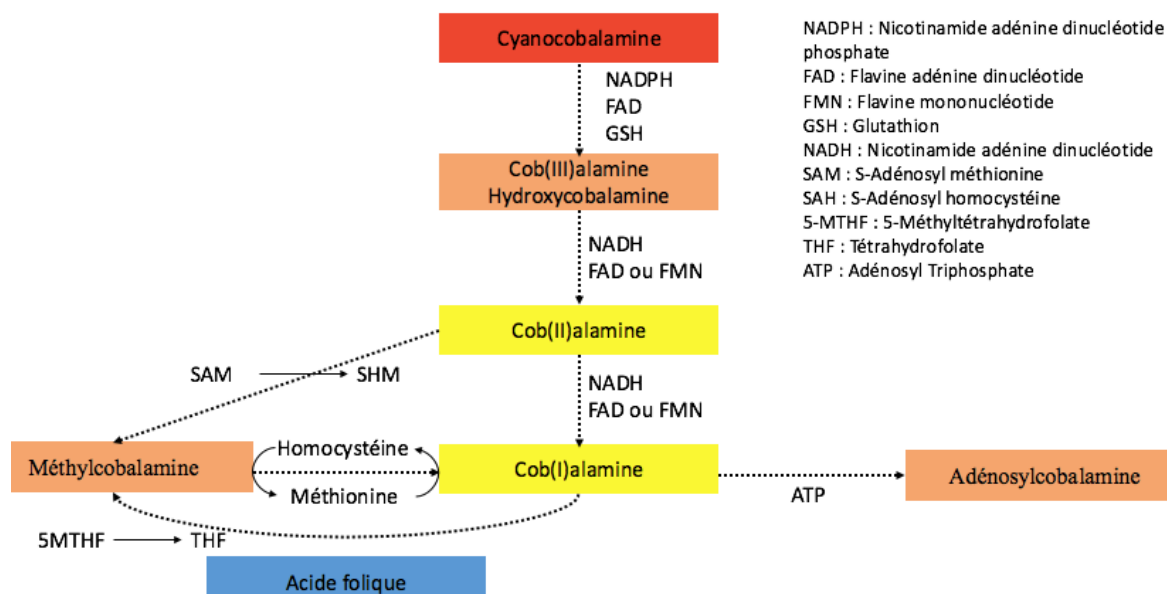 Cyanocobalamine
NADPH
FAD
GSH
Cob(III)alamine
Hydroxycobalamine
NADH
FAD ou FMN
Cob(II)alamine
SAM
SHM
NADH
FAD ou FMN
Méthylcobalamine
Homocystéine
Méthionine
Cob(I)alamine
ATP
Adénosylcobalamine
5MTHF
THF
Acide folique
NADPH : Nicotinamide adénine dinucléotide
phosphate
FAD : Flavine adénine dinucléotide
FMN : Flavine mononucléotide
GSH : Glutathion
NADH : Nicotinamide adénine dinucléotide
SAM : S-Adénosyl méthionine
SAH : S-Adénosyl homocystéine
5-MTHF : 5-Méthyltétrahydrofolate
THF : Tétrahydrofolate
ATP : Adénosyl Triphosphate